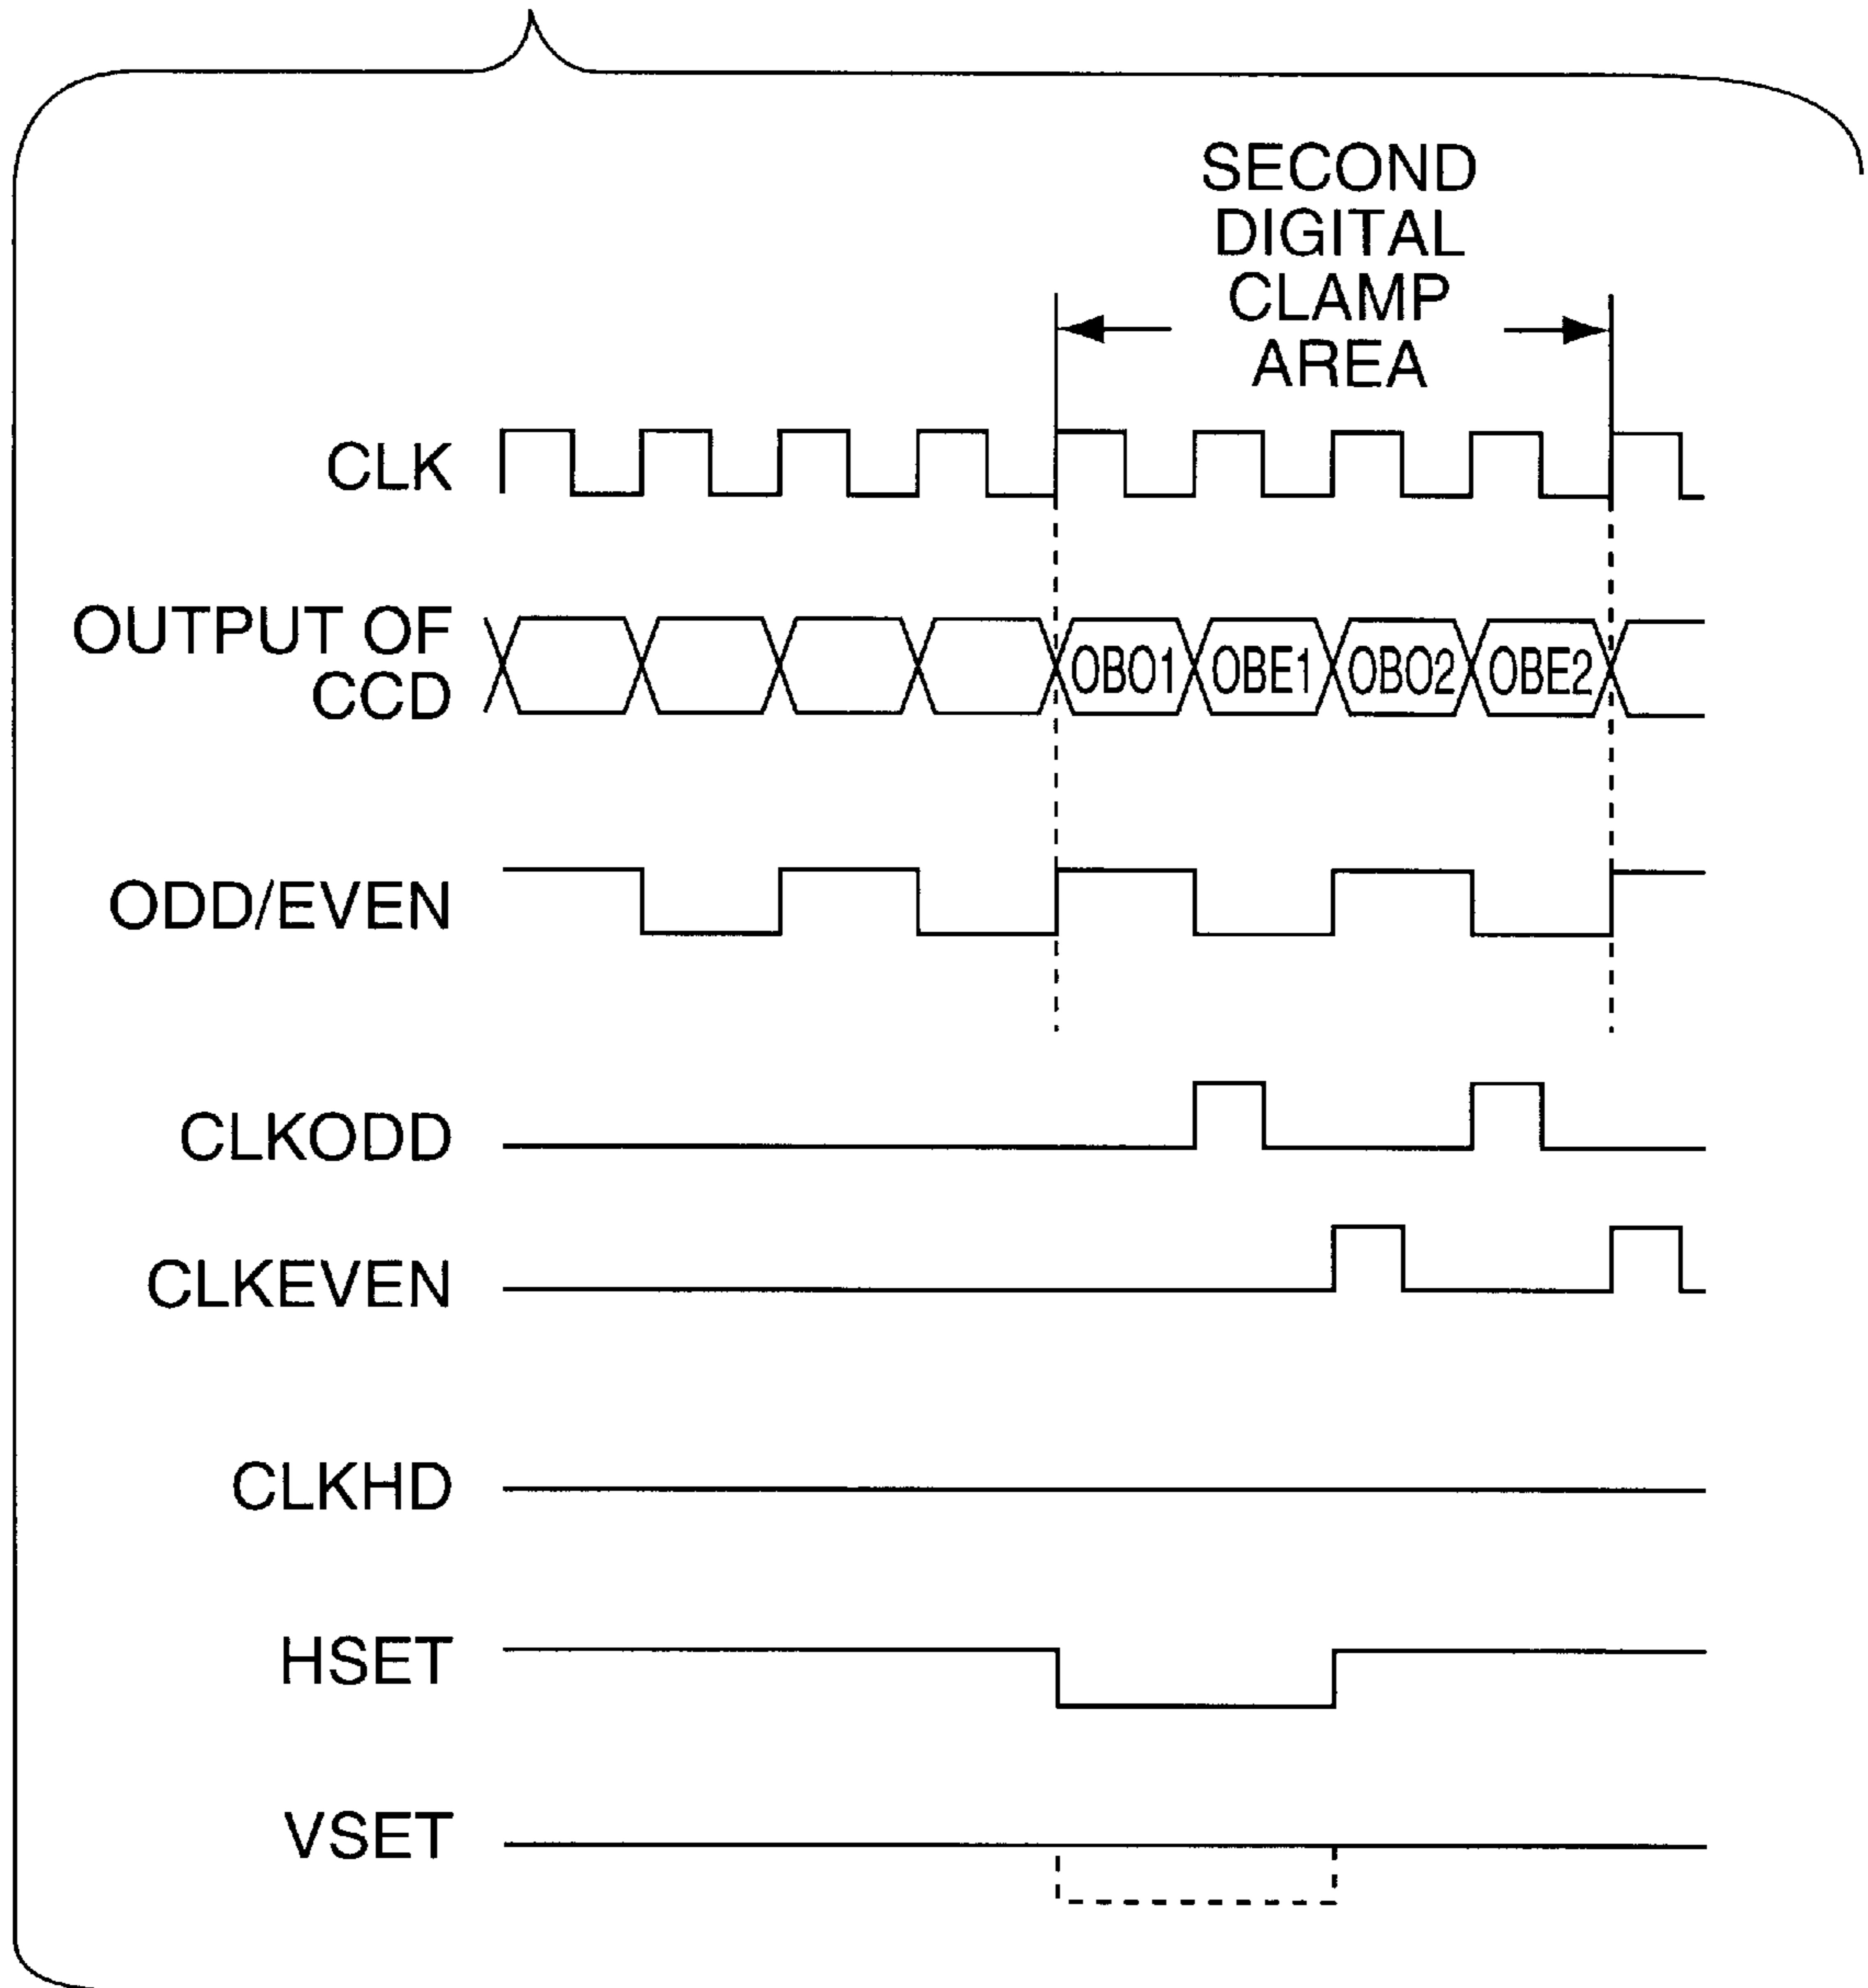 SECOND
DIGITAL
CLAMP
AREA
CLK
OUTPUT OF
CCD
OBO1 OBE1 OBO2 OBE2
ODD/EVEN
CLKODD
CLKEVEN
CLKHD
HSET
VSET